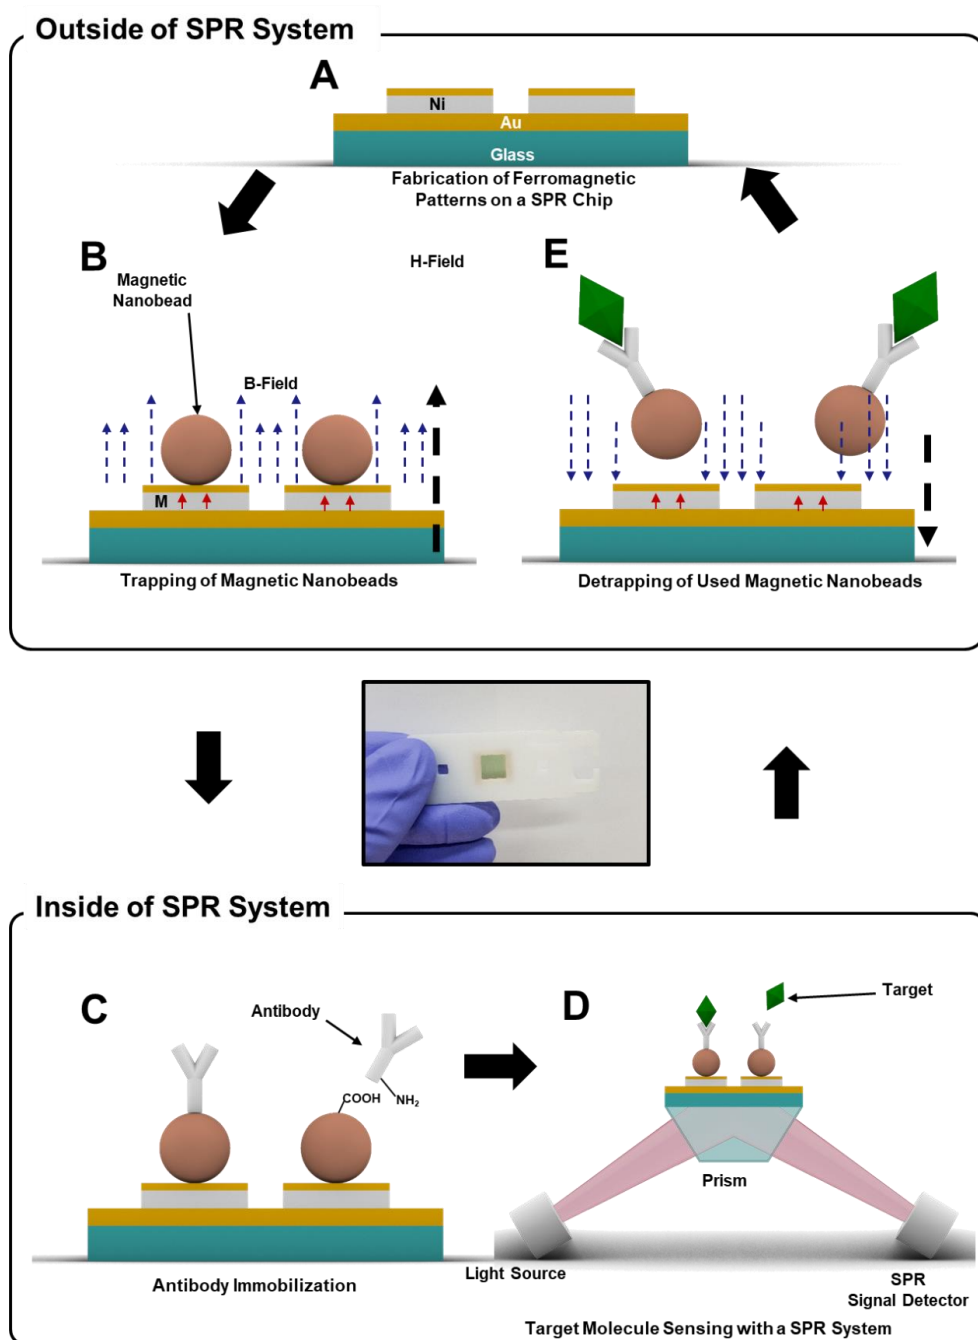 Outside of SPR System
A
Ni
Au
Glass
Fabrication of Ferromagnetic
Patterns on a SPR Chip
B
Magnetic
Nanobead
H-Field
B-Field
M
Trapping of Magnetic Nanobeads
E
Detrapping of Used Magnetic Nanobeads
Inside of SPR System
C
Antibody
COOH
NH₂
Antibody Immobilization
D
Target
Prism
Light Source
SPR
Signal Detector
Target Molecule Sensing with a SPR System